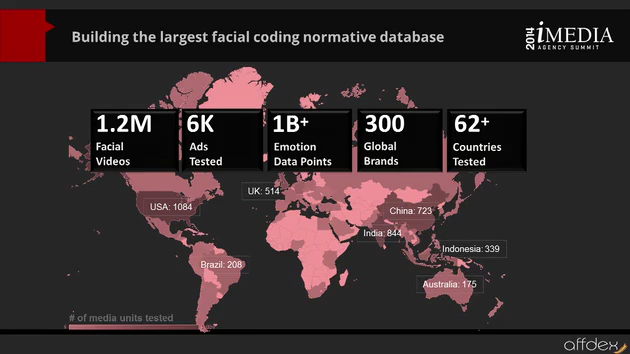 Building the largest facial coding normative database
2014 iMEDIA
AGENCY SUMMIT
1.2M
Facial
Videos
6K
Ads
Tested
1B+
Emotion
Data Points
300
Global
Brands
62+
Countries
Tested
UK: 514
USA: 1084
China: 723
India: 844
Indonesia: 339
Brazil: 208
Australia: 175
# of media units tested
affdex